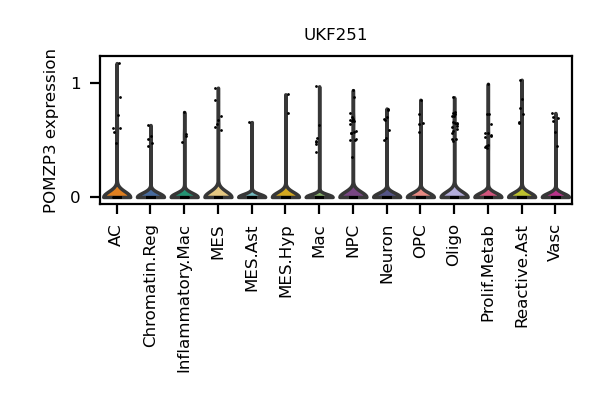 UKF251
POMZP3 expression
1
0
AC
Chromatin.Reg
Inflammatory.Mac
MES
MES.Ast
MES.Hyp
Mac
NPC
Neuron
OPC
Oligo
Prolif.Metab
Reactive.Ast
Vasc